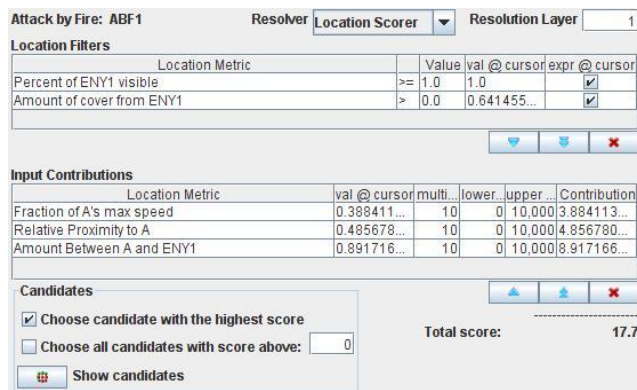 Attack by Fire: ABF1 Resolver Location Scorer Resolution Layer 1
Location Filters
Location Metric Value val @ cursor expr @ cursor
Percent of ENY1 visible >= 1.0 1.0
Amount of cover from ENY1 > 0.0 0.641455...
Input Contributions
Location Metric val @ cursor multi... lower... upper ... Contribution
Fraction of A's max speed 0.388411... 10 0 10,000 3.884113...
Relative Proximity to A 0.485678... 10 0 10,000 4.856780...
Amount Between A and ENY1 0.891716... 10 0 10,000 8.917166...
Candidates
Choose candidate with the highest score
Total score: 17.7
Choose all candidates with score above: 0
Show candidates